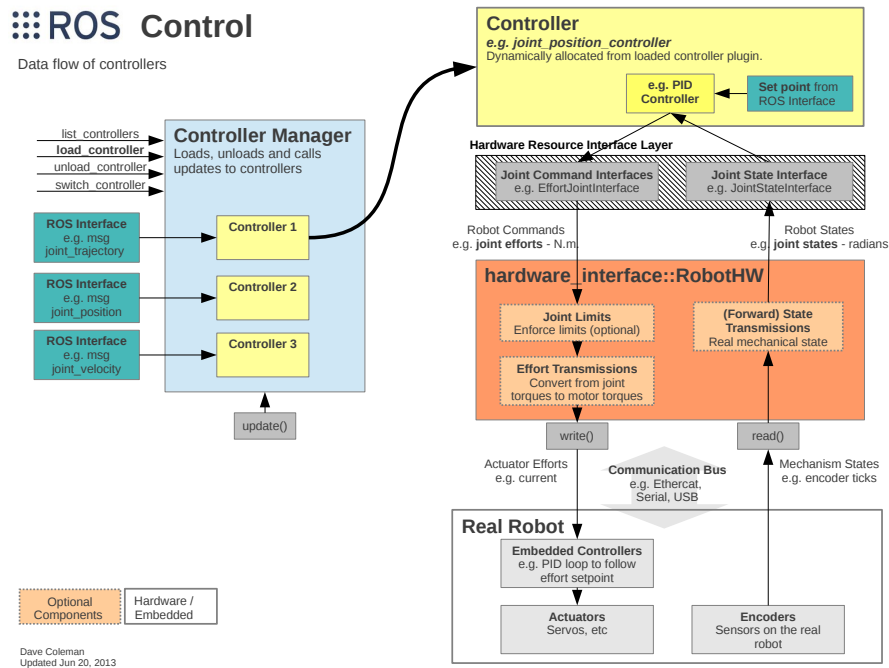 ROS Control
Data flow of controllers
list_controllers
load_controller
unload_controller
switch_controller
Controller Manager
Loads, unloads and calls
updates to controllers
ROS Interface
e.g. msg
joint_trajectory
Controller 1
ROS Interface
e.g. msg
joint_position
Controller 2
ROS Interface
e.g. msg
joint_velocity
Controller 3
update()
Controller
e.g. joint_position_controller
Dynamically allocated from loaded controller plugin.
e.g. PID
Controller
Set point from
ROS Interface
Hardware Resource Interface Layer
Joint Command Interfaces
e.g. EffortJointInterface
Joint State Interface
e.g. JointStateInterface
Robot Commands
e.g. joint efforts - N.m.
Robot States
e.g. joint states - radians
hardware_interface::RobotHW
Joint Limits
Enforce limits (optional)
Effort Transmissions
Convert from joint
torques to motor torques
(Forward) State
Transmissions
Real mechanical state
write()
read()
Actuator Efforts
e.g. current
Communication Bus
e.g. Ethercat,
Serial, USB
Mechanism States
e.g. encoder ticks
Real Robot
Embedded Controllers
e.g. PID loop to follow
effort setpoint
Actuators
Servos, etc
Encoders
Sensors on the real
robot
Optional
Components
Hardware /
Embedded
Dave Coleman
Updated Jun 20, 2013